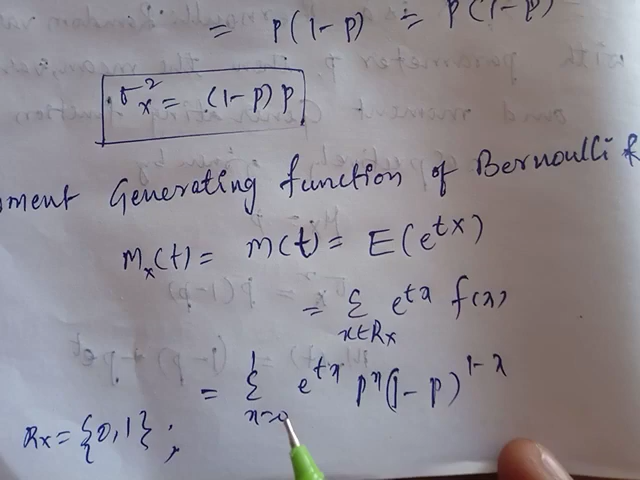 = p(1-p) = p(1-p)
σ²ₓ = (1-p) p
oment Generating function of Bernoulli
Mₓ(t) = m(t) = E(e^{tx})
= Σ_{x∈Rx} e^{tx} f(x)
= Σ_{x=0}^{1} e^{tx} p^x (1-p)^{1-x}
Rx = {0,1} ;